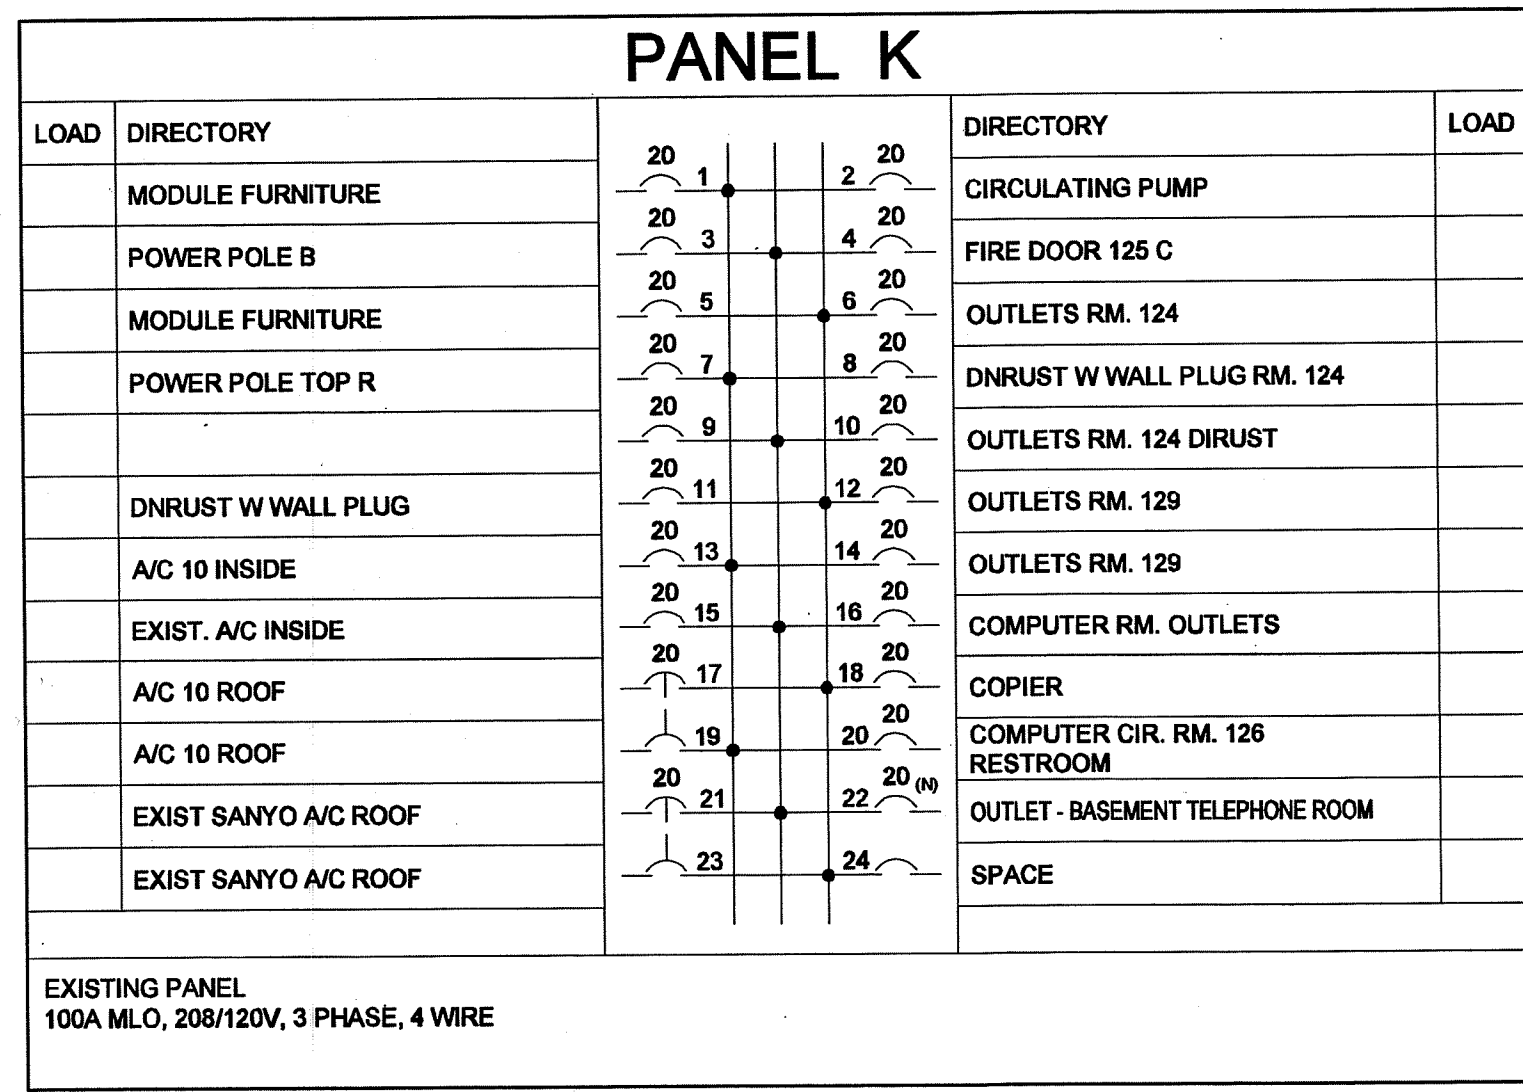 PANEL K
LOAD DIRECTORY DIRECTORY LOAD
MODULE FURNITURE 20 1 2 20 CIRCULATING PUMP
POWER POLE B 20 3 4 20 FIRE DOOR 125 C
MODULE FURNITURE 20 5 6 20 OUTLETS RM. 124
POWER POLE TOP R 20 7 8 20 DNRUST W WALL PLUG RM. 124
20 9 10 20 OUTLETS RM. 124 DIRUST
DNRUST W WALL PLUG 20 11 12 20 OUTLETS RM. 129
A/C 10 INSIDE 20 13 14 20 OUTLETS RM. 129
EXIST. A/C INSIDE 20 15 16 20 COMPUTER RM. OUTLETS
A/C 10 ROOF 20 17 18 20 COPIER
A/C 10 ROOF 19 20 20 COMPUTER CIR. RM. 126
RESTROOM
EXIST SANYO A/C ROOF 20 21 22 20 (N) OUTLET - BASEMENT TELEPHONE ROOM
EXIST SANYO A/C ROOF 23 24 SPACE
EXISTING PANEL
100A MLO, 208/120V, 3 PHASE, 4 WIRE